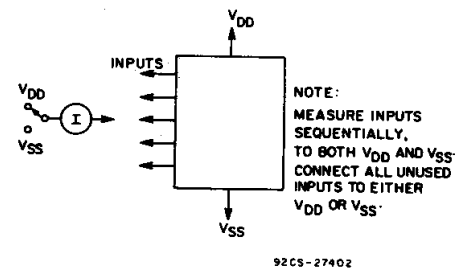 VDD
INPUTS
VDD
I
VSS
NOTE:
MEASURE INPUTS
SEQUENTIALLY,
TO BOTH VDD AND VSS.
CONNECT ALL UNUSED
INPUTS TO EITHER
VDD OR VSS.
VSS
92CS-27402